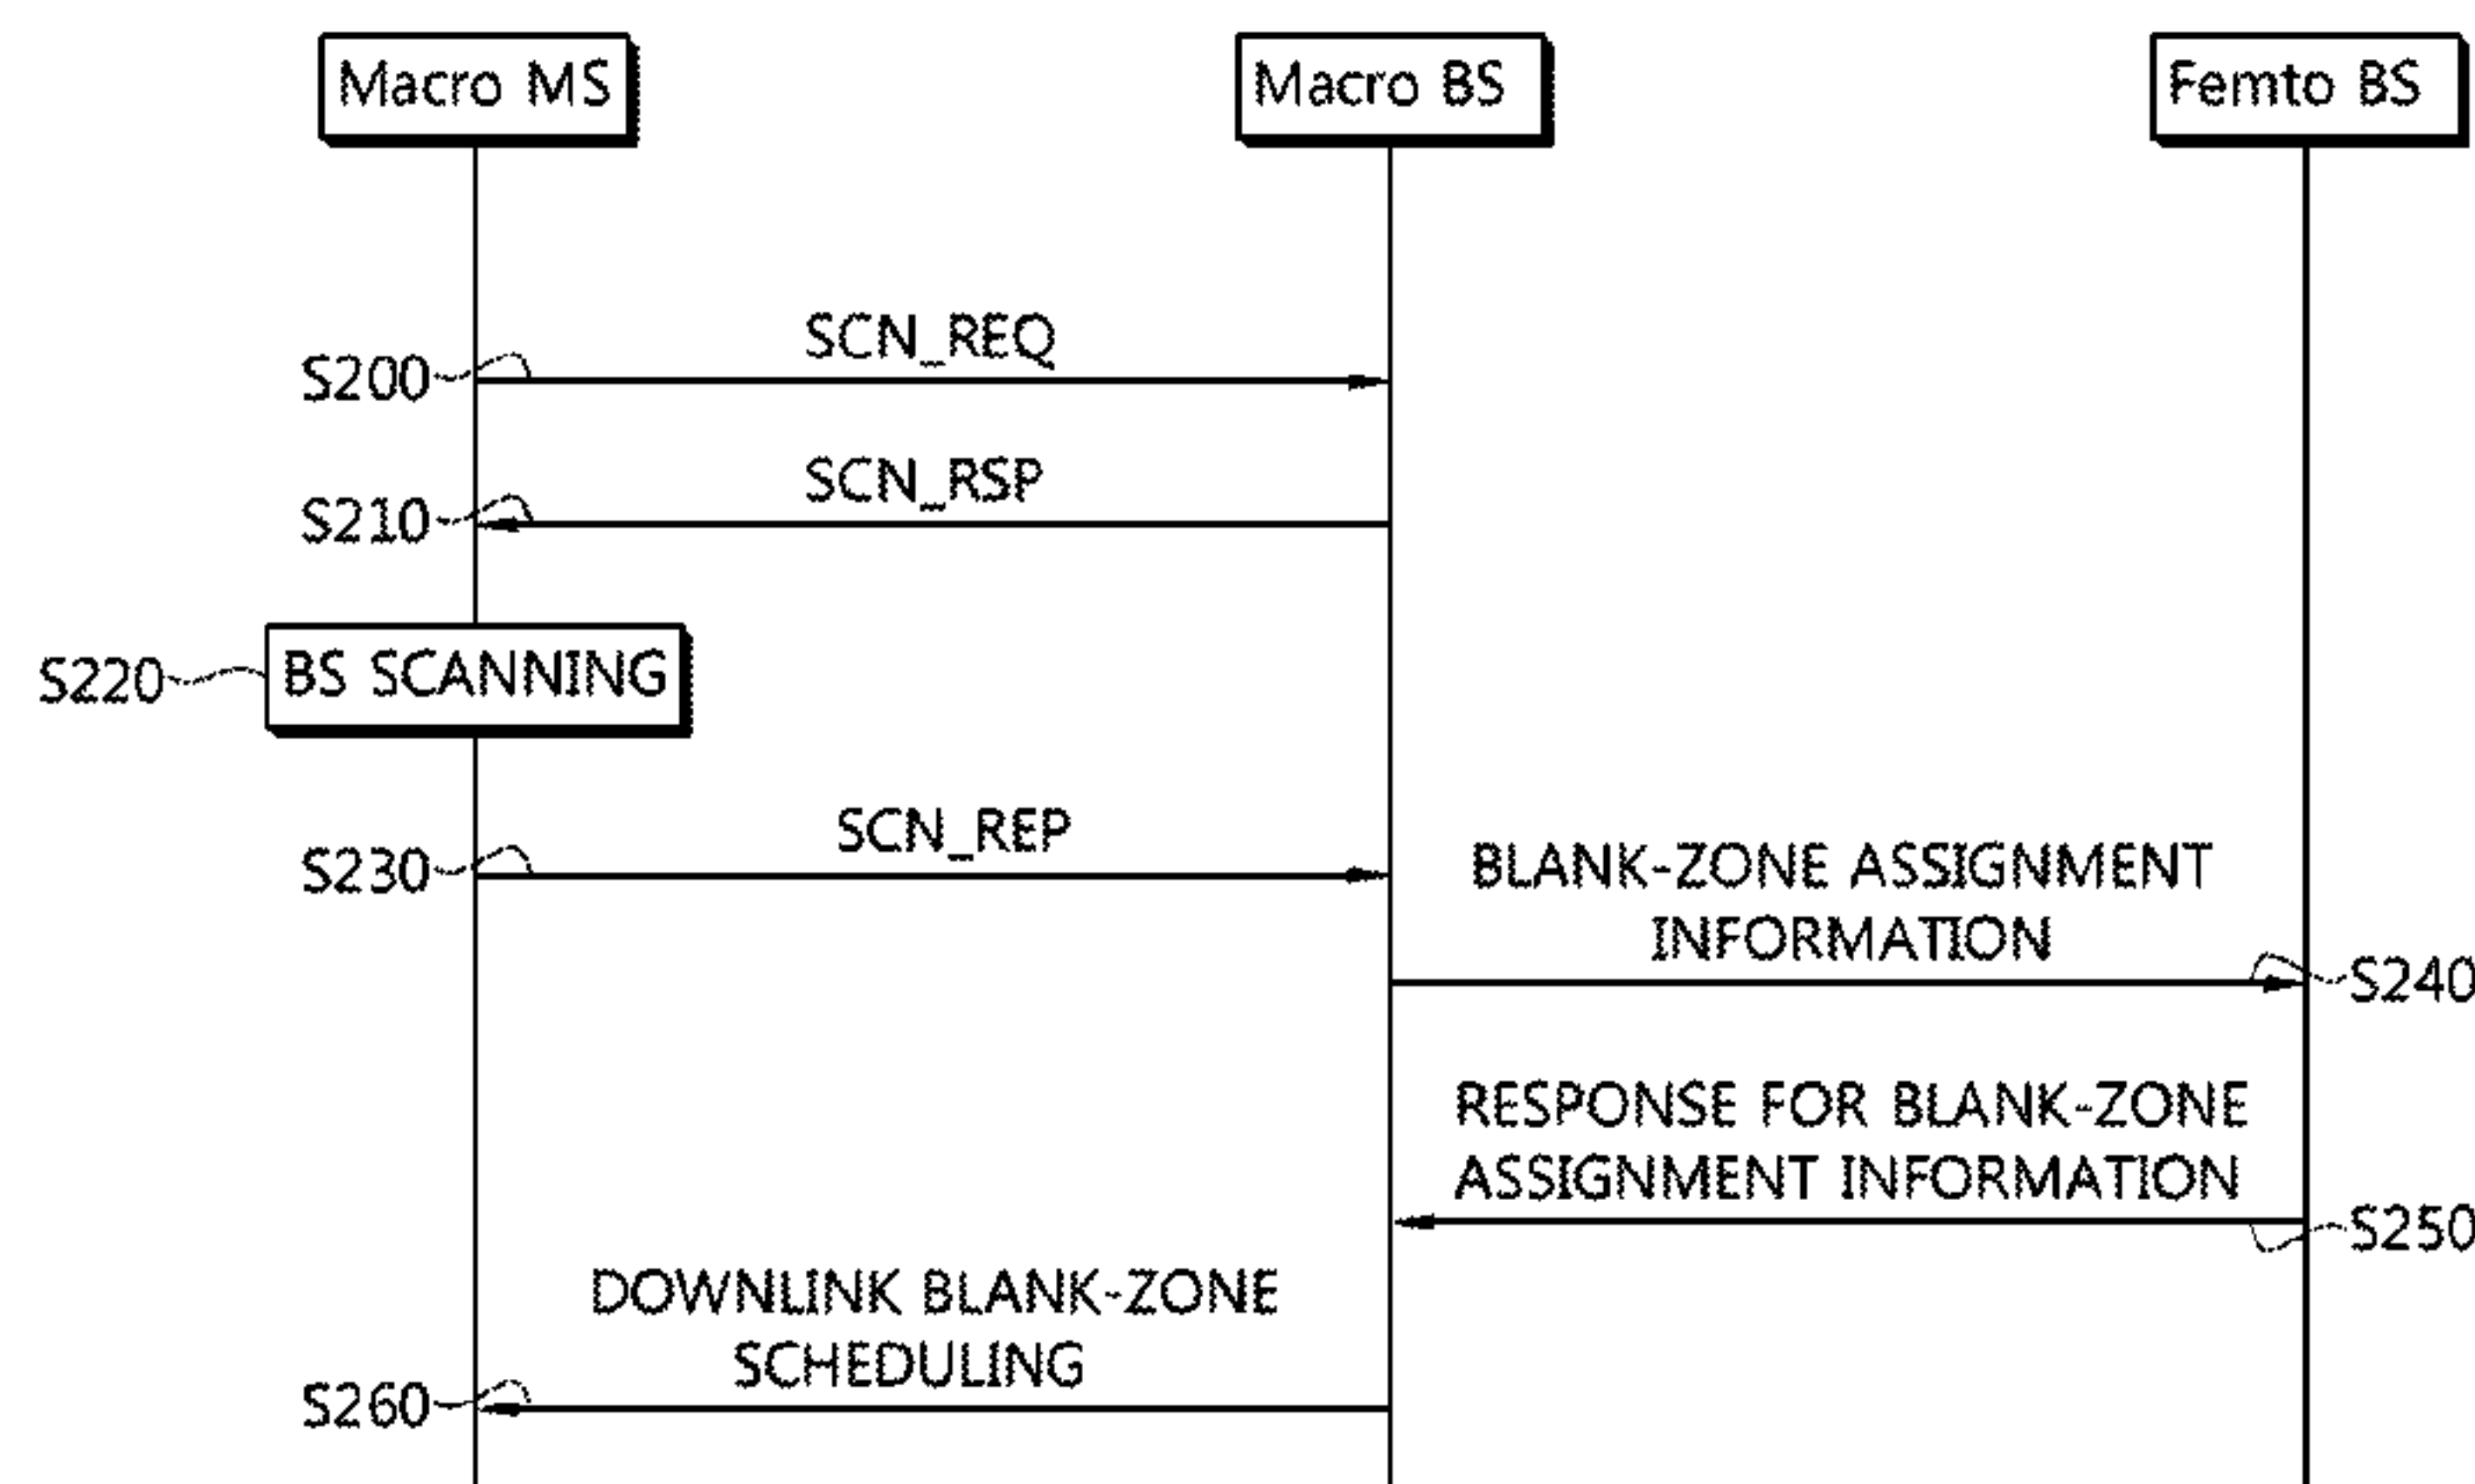 Macro MS
Macro BS
Femto BS
SCN_REQ
S200
SCN_RSP
S210
BS SCANNING
S220
SCN_REP
S230
BLANK-ZONE ASSIGNMENT
INFORMATION
S240
RESPONSE FOR BLANK-ZONE
ASSIGNMENT INFORMATION
S250
DOWNLINK BLANK-ZONE
SCHEDULING
S260